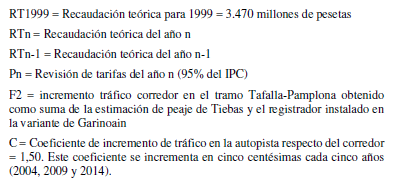 RT1999 = Recaudación teórica para 1999 = 3.470 millones de pesetas
RTn = Recaudación teórica del año n
RTn-1 = Recaudación teórica del año n-1
Pn = Revisión de tarifas del año n (95% del IPC)
F2 = incremento tráfico corredor en el tramo Tafalla-Pamplona obtenido
como suma de la estimación de peaje de Tiebas y el registrador instalado en
la variante de Garinoain
C = Coeficiente de incremento de tráfico en la autopista respecto del corredor
= 1,50. Este coeficiente se incrementa en cinco centésimas cada cinco años
(2004, 2009 y 2014).